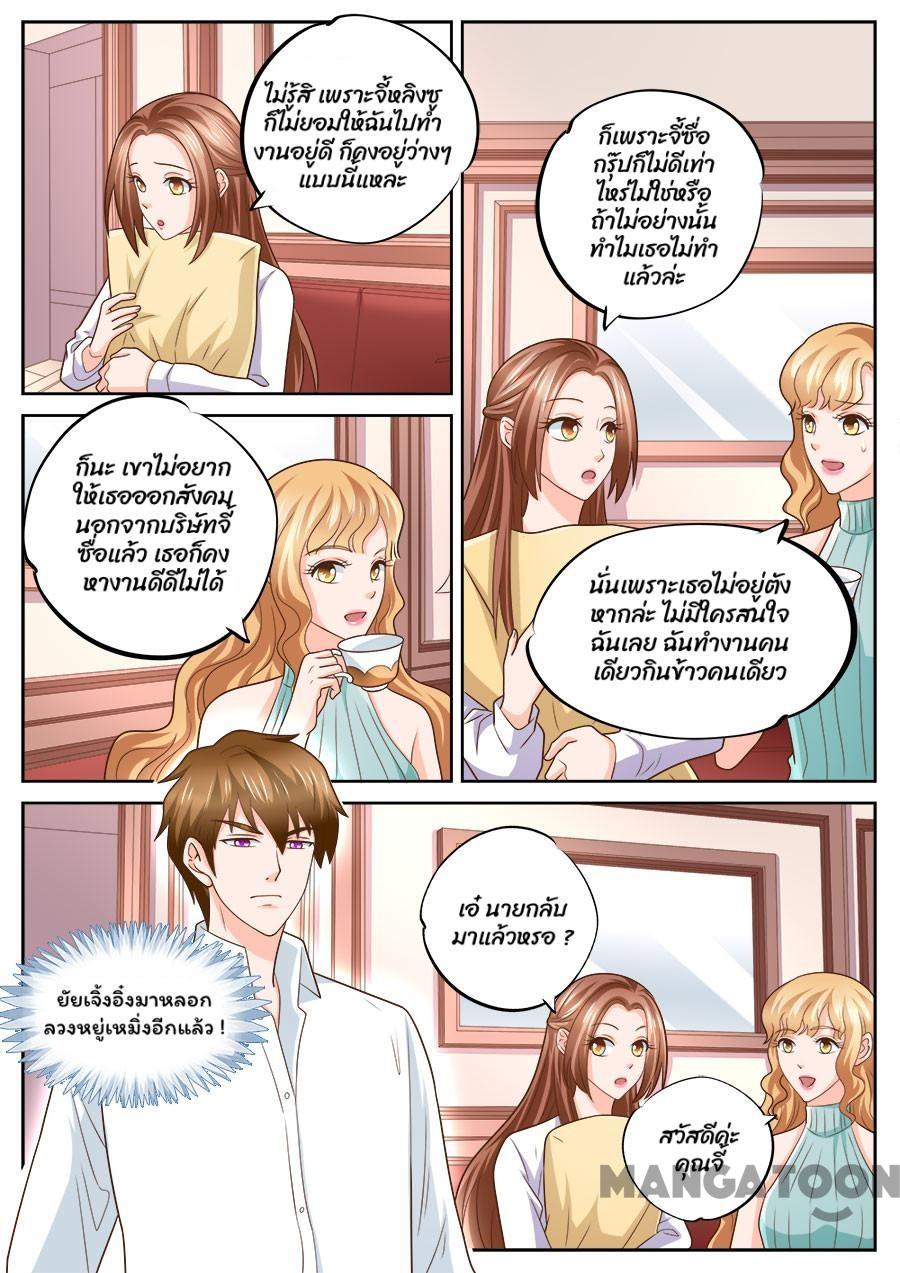 ไม่รู้สิ เพราะจี้หลิงซู
ก็ไม่ยอมให้ฉันไปทำ
งานอยู่ดี ก็คงอยู่ว่างๆ
แบบนี้แหละ
ก็เพราะจี้ซื่อ
กรุ๊ปก็ไม่ดีเท่า
ไหร่ไม่ใช่หรือ
ถ้าไม่อย่างนั้น
ทำไมเธอไม่ทำ
แล้วล่ะ
ก็นะ เขาไม่อยาก
ให้เธอออกสังคม
นอกจากบริษัทจี้
ซื่อแล้ว เธอก็คง
หางานดีดีไม่ได้
นั่นเพราะเธอไม่อยู่ตัง
หากล่ะ ไม่มีใครสนใจ
ฉันเลย ฉันทำงานคน
เดียวกินข้าวคนเดียว
ยัยเจิ้งอิ๋งมาหลอก
ลวงหยู่เหมิ่งอีกแล้ว !
เอ๋ นายกลับ
มาแล้วหรอ ?
สวัสดีค่ะ
คุณจี้
MANGATOON